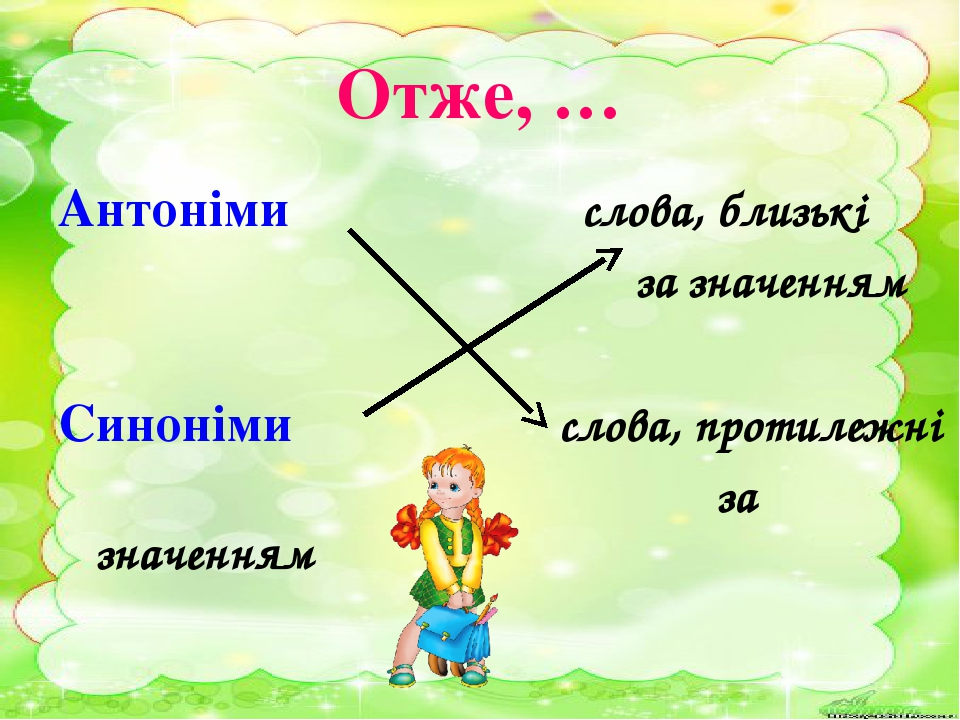 Отже, …
Антоніми слова, близькі
за значенням
Синоніми слова, протилежні
за
значенням